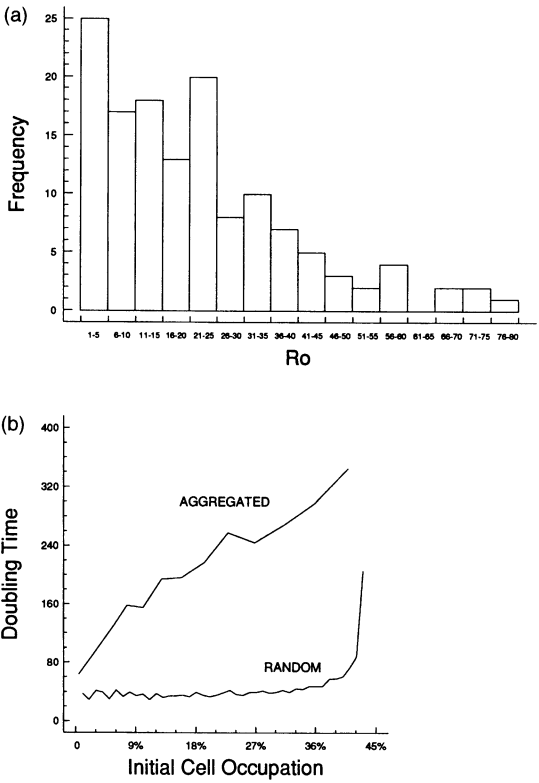 (a)
25
20
15
10
5
0
Frequency
1-5 6-10 11-15 16-20 21-25 26-30 31-35 36-40 41-45 46-50 51-55 56-60 61-65 66-70 71-75 76-80
Ro
(b)
400
320
240
160
80
0
Doubling Time
AGGREGATED
RANDOM
0 9% 18% 27% 36% 45%
Initial Cell Occupation